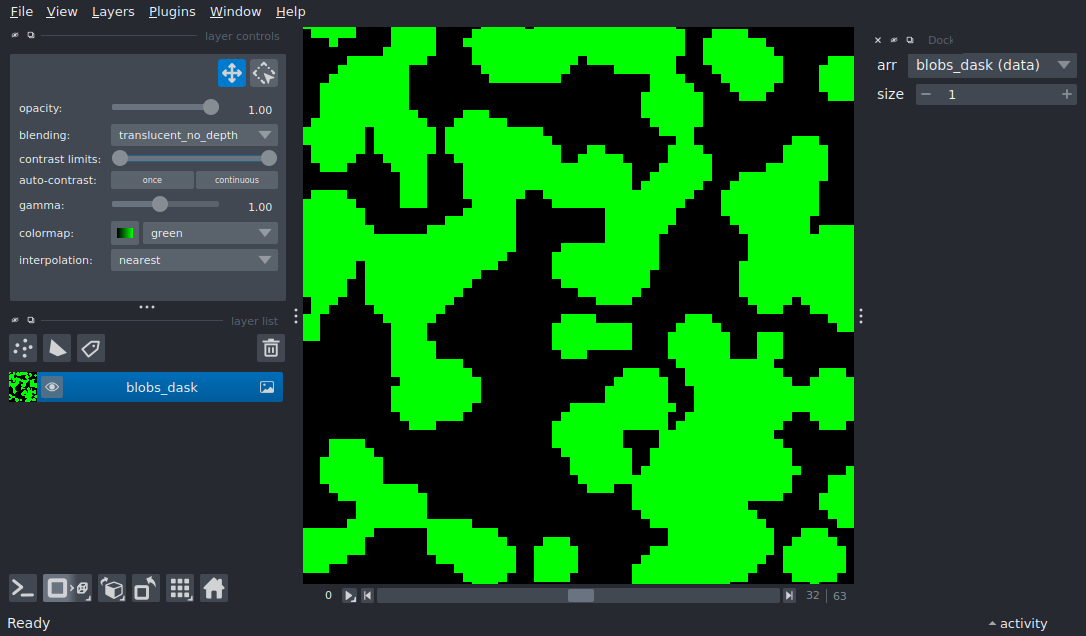 File View Layers Plugins Window Help
layer controls
opacity: 1.00
blending: translucent_no_depth
contrast limits:
auto-contrast: once continuous
gamma: 1.00
colormap: green
interpolation: nearest
layer list
blobs_dask
0 32 63
Ready
activity
Dock
arr blobs_dask (data)
size 1